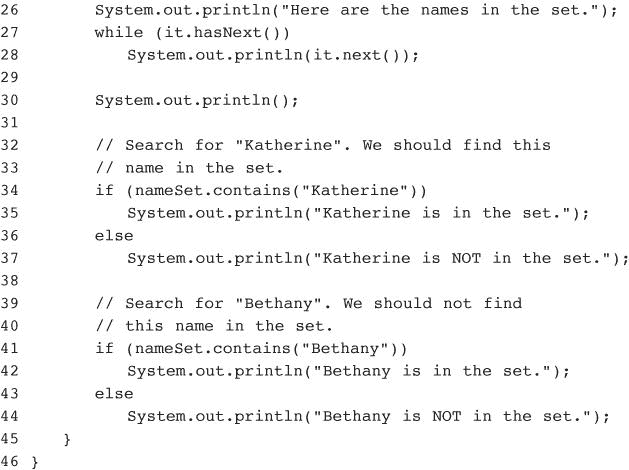 26        System.out.println("Here are the names in the set.");
27        while (it.hasNext())
28            System.out.println(it.next());
29
30        System.out.println();
31
32        // Search for "Katherine". We should find this
33        // name in the set.
34        if (nameSet.contains("Katherine"))
35            System.out.println("Katherine is in the set.");
36        else
37            System.out.println("Katherine is NOT in the set.");
38
39        // Search for "Bethany". We should not find
40        // this name in the set.
41        if (nameSet.contains("Bethany"))
42            System.out.println("Bethany is in the set.");
43        else
44            System.out.println("Bethany is NOT in the set.");
45    }
46 }